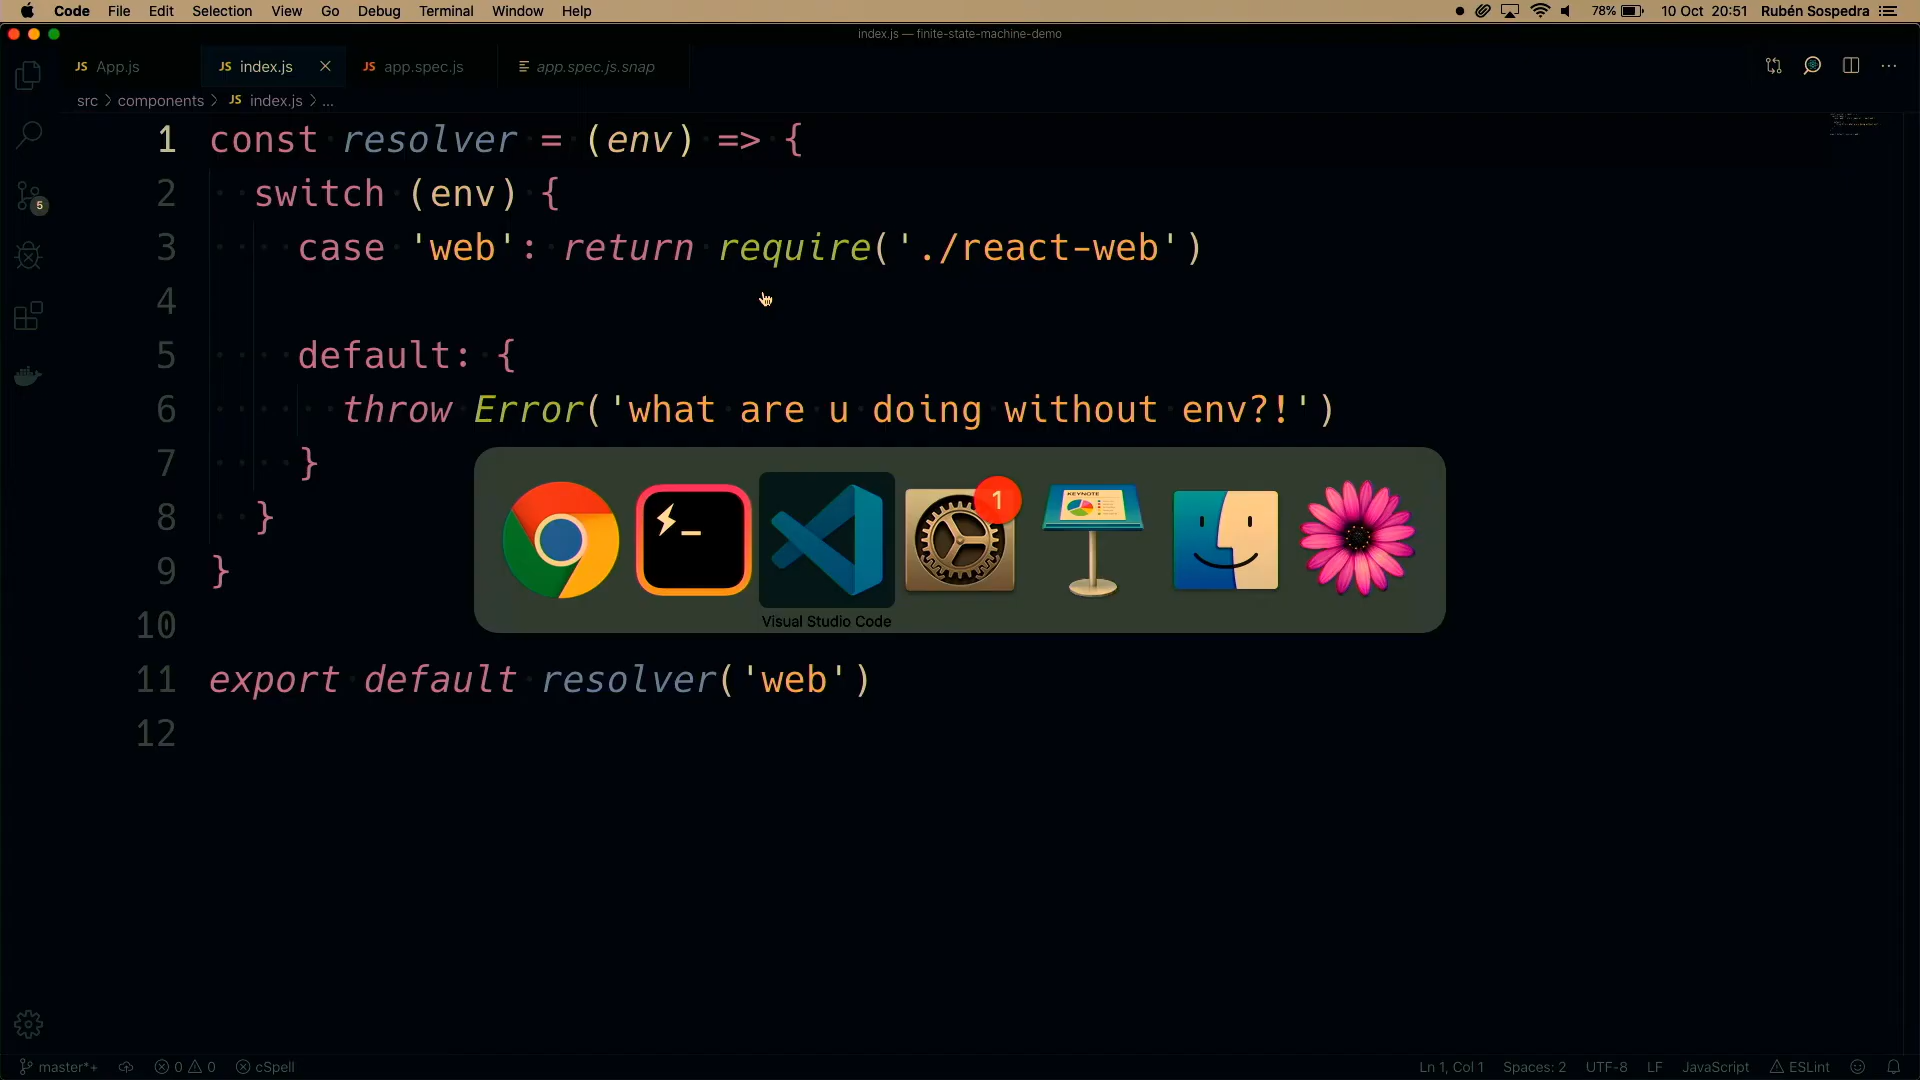 Code File Edit Selection View Go Debug Terminal Window Help 78% 10 Oct 20:51 Rubén Sospedra
index.js — finite-state-machine-demo
JS App.js JS index.js JS app.spec.js app.spec.js.snap
src components JS index.js ...
5
1 const resolver = (env) => {
2 switch (env) {
3 case 'web': return require('./react-web')
4
5 default: {
6 throw Error('what are u doing without env?!')
7 }
8 }
9 }
10
11 export default resolver('web')
12
1
KEYNOTE
Visual Studio Code
master*+ 0 0 cSpell Ln 1, Col 1 Spaces: 2 UTF-8 LF JavaScript ESLint